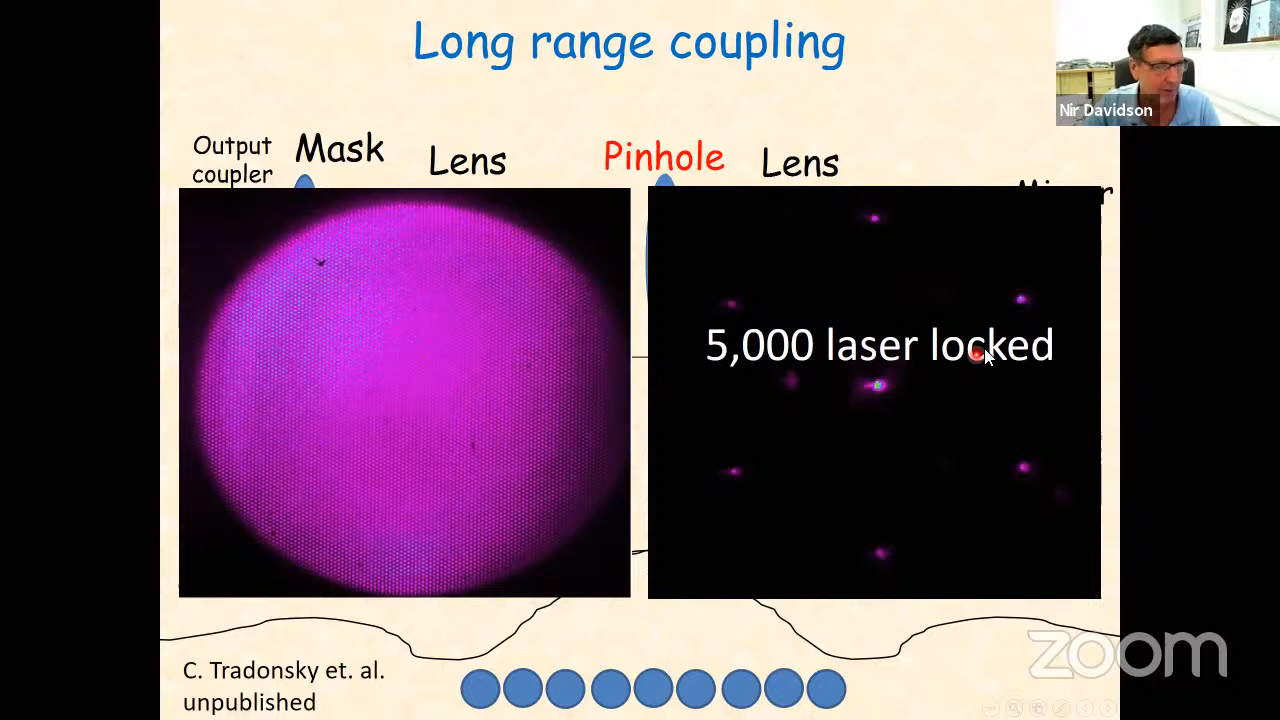 Long range coupling
Nir Davidson
Output
coupler
Mask
Lens
Pinhole
Lens
5,000 laser locked
C. Tradonsky et. al.
unpublished
zoom